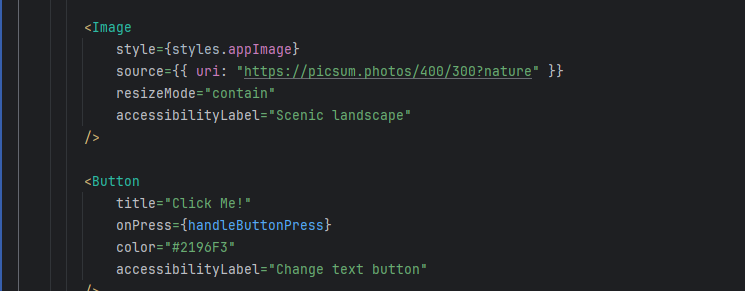 <Image
style={styles.appImage}
source={{ uri: "https://picsum.photos/400/300?nature" }}
resizeMode="contain"
accessibilityLabel="Scenic landscape"
/>
<Button
title="Click Me!"
onPress={handleButtonPress}
color="#2196F3"
accessibilityLabel="Change text button"
/>